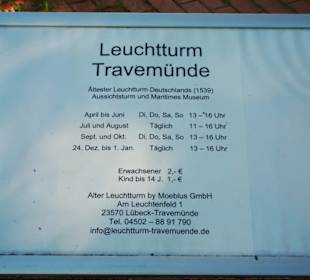 Leuchtturm
Travemünde
Ältester Leuchtturm Deutschlands (1539)
Aussichtsturm und Maritimes Museum
April bis Juni Di, Do, Sa, So 13 - 16 Uhr
Juli und August Täglich 11 – 16 Uhr
Sept. und Okt. Di, Do, Sa, So 13 – 16 Uhr
24. Dez. bis 1. Jan. Täglich 13 – 16 Uhr
Erwachsener 2,- €
Kind bis 14 J. 1,- €
Alter Leuchtturm by Moebius GmbH
Am Leuchtenfeld 1
23570 Lübeck-Travemünde
Tel. 04502 – 88 91 790
info@leuchtturm-travemuende.de